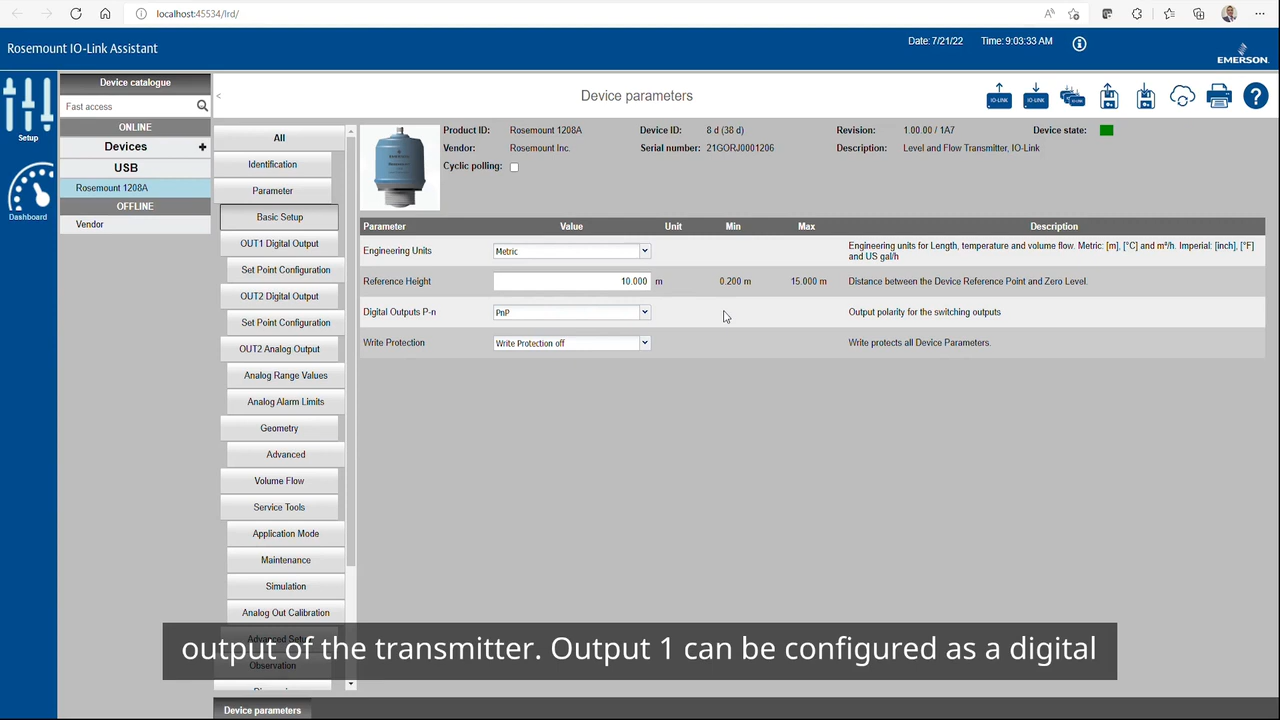 localhost:45534/lrd/
Rosemount IO-Link Assistant
Date: 7/21/22
Time: 9:03:33 AM
EMERSON
Setup
Dashboard
Device catalogue
Fast access
ONLINE
Devices +
USB
Rosemount 1208A
OFFLINE
Vendor
<
Device parameters
IO-LINK
IO-LINK
All
Identification
Parameter
Basic Setup
OUT1 Digital Output
Set Point Configuration
OUT2 Digital Output
Set Point Configuration
OUT2 Analog Output
Analog Range Values
Analog Alarm Limits
Geometry
Advanced
Volume Flow
Service Tools
Application Mode
Maintenance
Simulation
Analog Out Calibration
Advanced Setup
Observation
Product ID: Rosemount 1208A Device ID: 8 d (38 d) Revision: 1.00.00 / 1A7 Device state:
Vendor: Rosemount Inc. Serial number: 21GORJ0001206 Description: Level and Flow Transmitter, IO-Link
Cyclic polling:
Parameter Value Unit Min Max Description
Engineering Units Metric Engineering units for Length, temperature and volume flow. Metric: [m]. [°C] and m³/h. Imperial: [inch]. [°F]
and US gal/h
Reference Height 10.000 m 0.200 m 15.000 m Distance between the Device Reference Point and Zero Level.
Digital Outputs P-n PnP Output polarity for the switching outputs
Write Protection Write Protection off Write protects all Device Parameters.
output of the transmitter. Output 1 can be configured as a digital
Device parameters